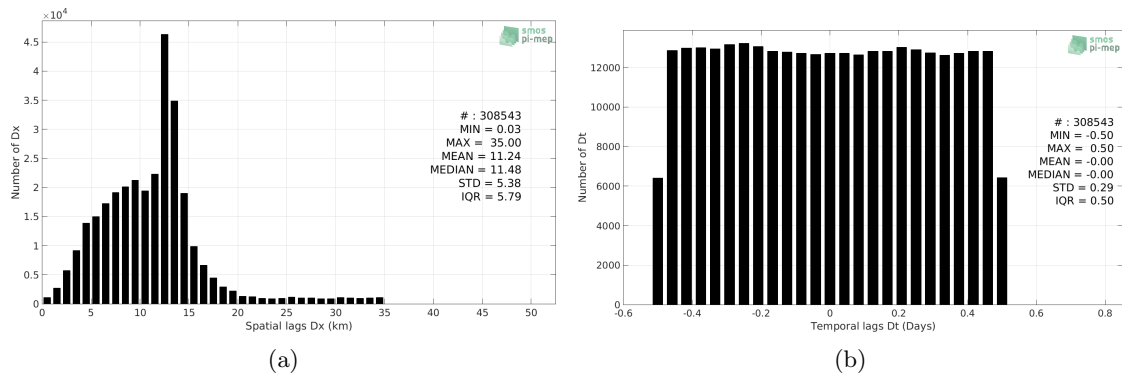 ×10⁴
4.5
4
3.5
3
2.5
2
1.5
1
0.5
0
Number of Dx
smos
pi-mep
# : 308543
MIN = 0.03
MAX = 35.00
MEAN = 11.24
MEDIAN = 11.48
STD = 5.38
IQR = 5.79
0 5 10 15 20 25 30 35 40 45 50
Spatial lags Dx (km)
(a)
12000
10000
8000
6000
4000
2000
0
Number of Dt
smos
pi-mep
# : 308543
MIN = -0.50
MAX = 0.50
MEAN = -0.00
MEDIAN = -0.00
STD = 0.29
IQR = 0.50
-0.6 -0.4 -0.2 0 0.2 0.4 0.6 0.8
Temporal lags Dt (Days)
(b)